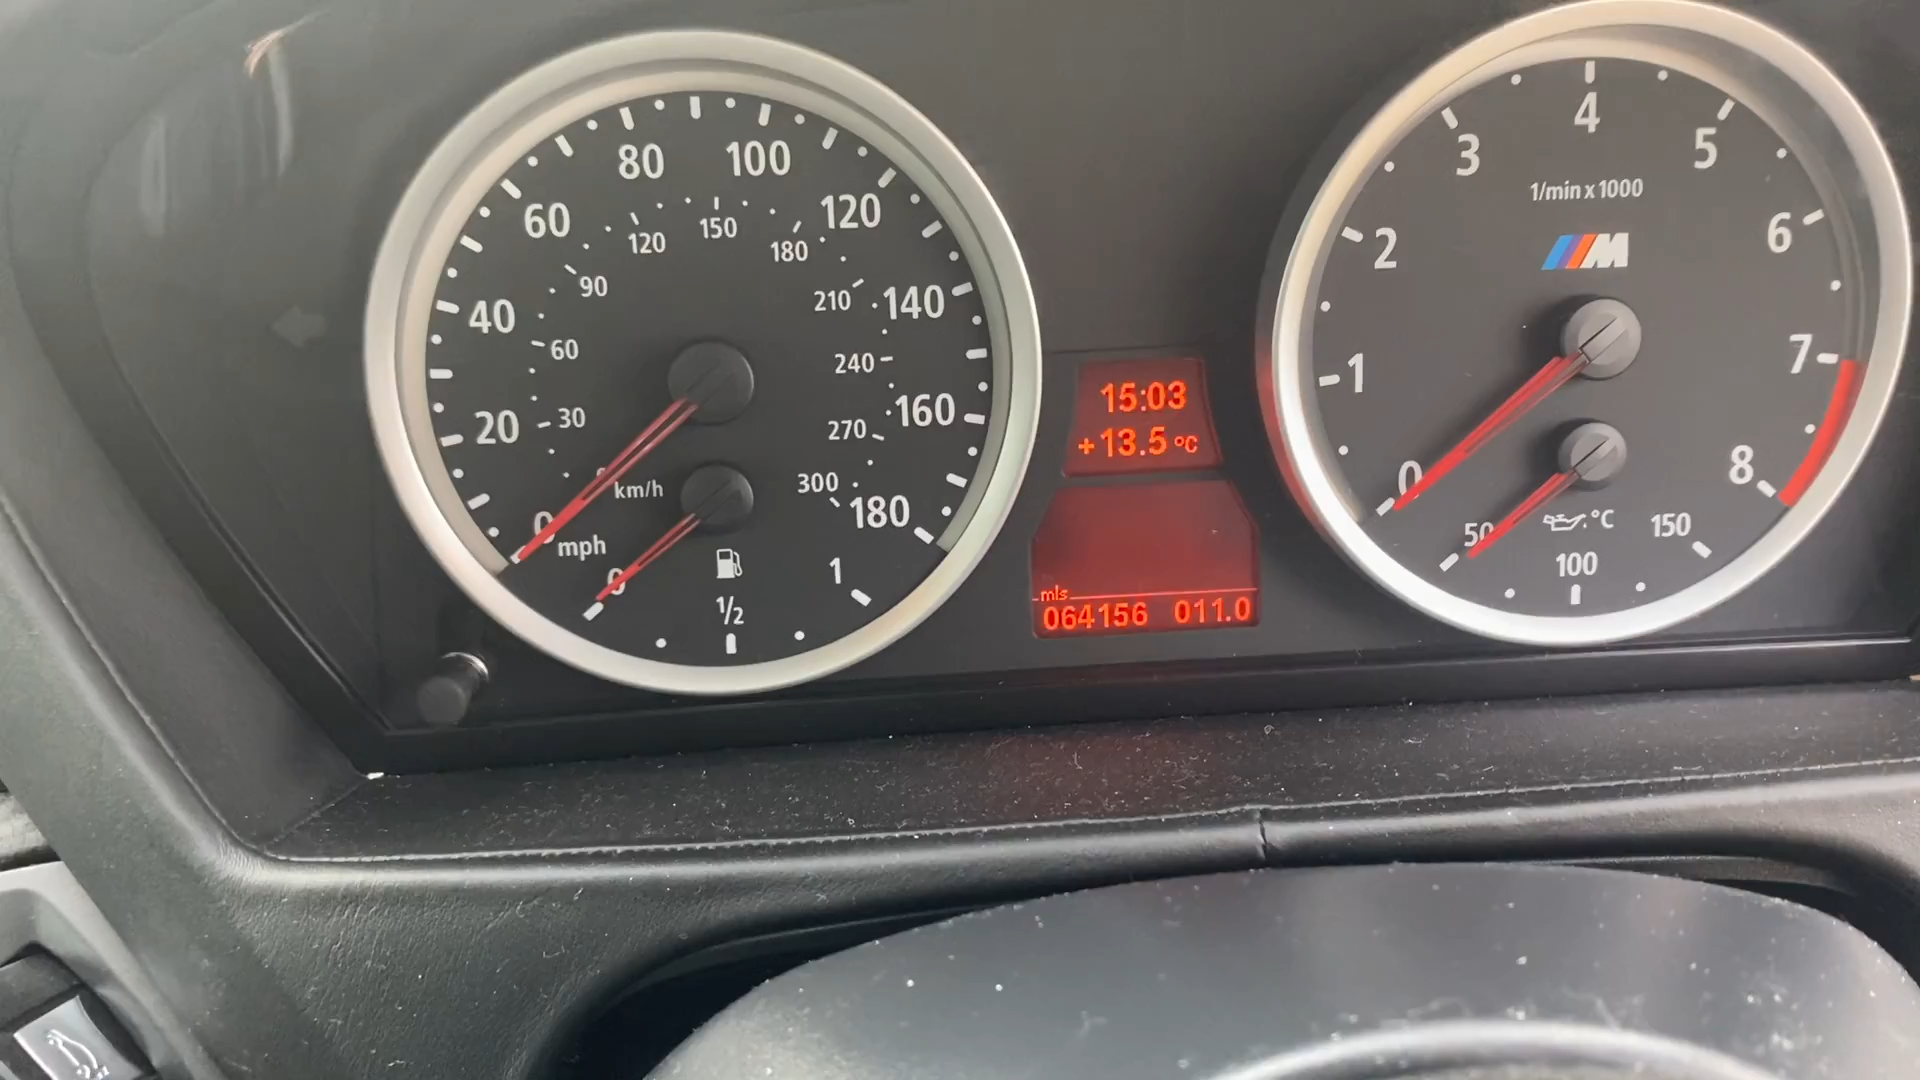 80 100
60 120
40 140
20 160
0 180
mph
120 150 180
90 210
60 240
30 270
km/h 300
0 1/2 1
15:03
+13.5 °C
mls
064156 011.0
4
3 5
1/min x 1000
2 6
M
1 7
0 8
50 °C 150
100